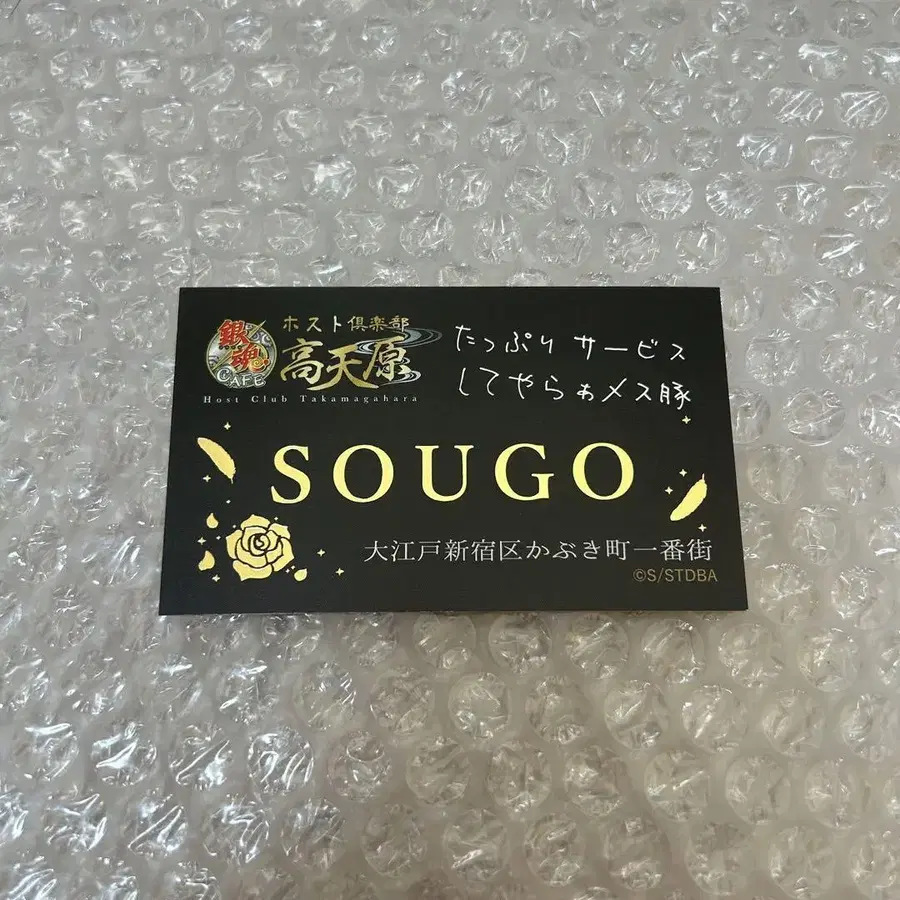 銀魂
CAFE
ホスト倶楽部
高天原
Host Club Takamagahara
たっぷり サービス
してやらぁメス豚
SOUGO
大江戸新宿区かぶき町一番街
©S/STDBA